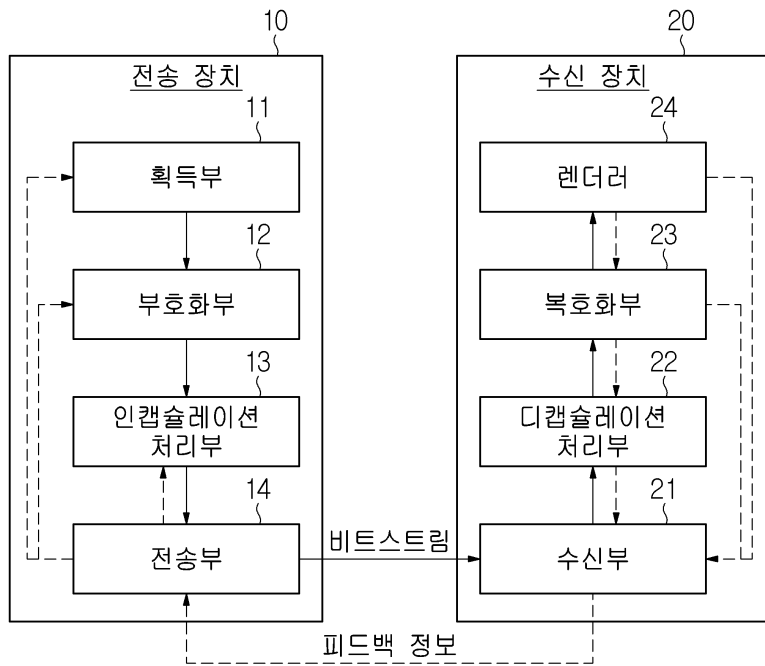 10
전송 장치
11
획득부
12
부호화부
13
인캡슐레이션
처리부
14
전송부
비트스트림
20
수신 장치
24
렌더러
23
복호화부
22
디캡슐레이션
처리부
21
수신부
피드백 정보